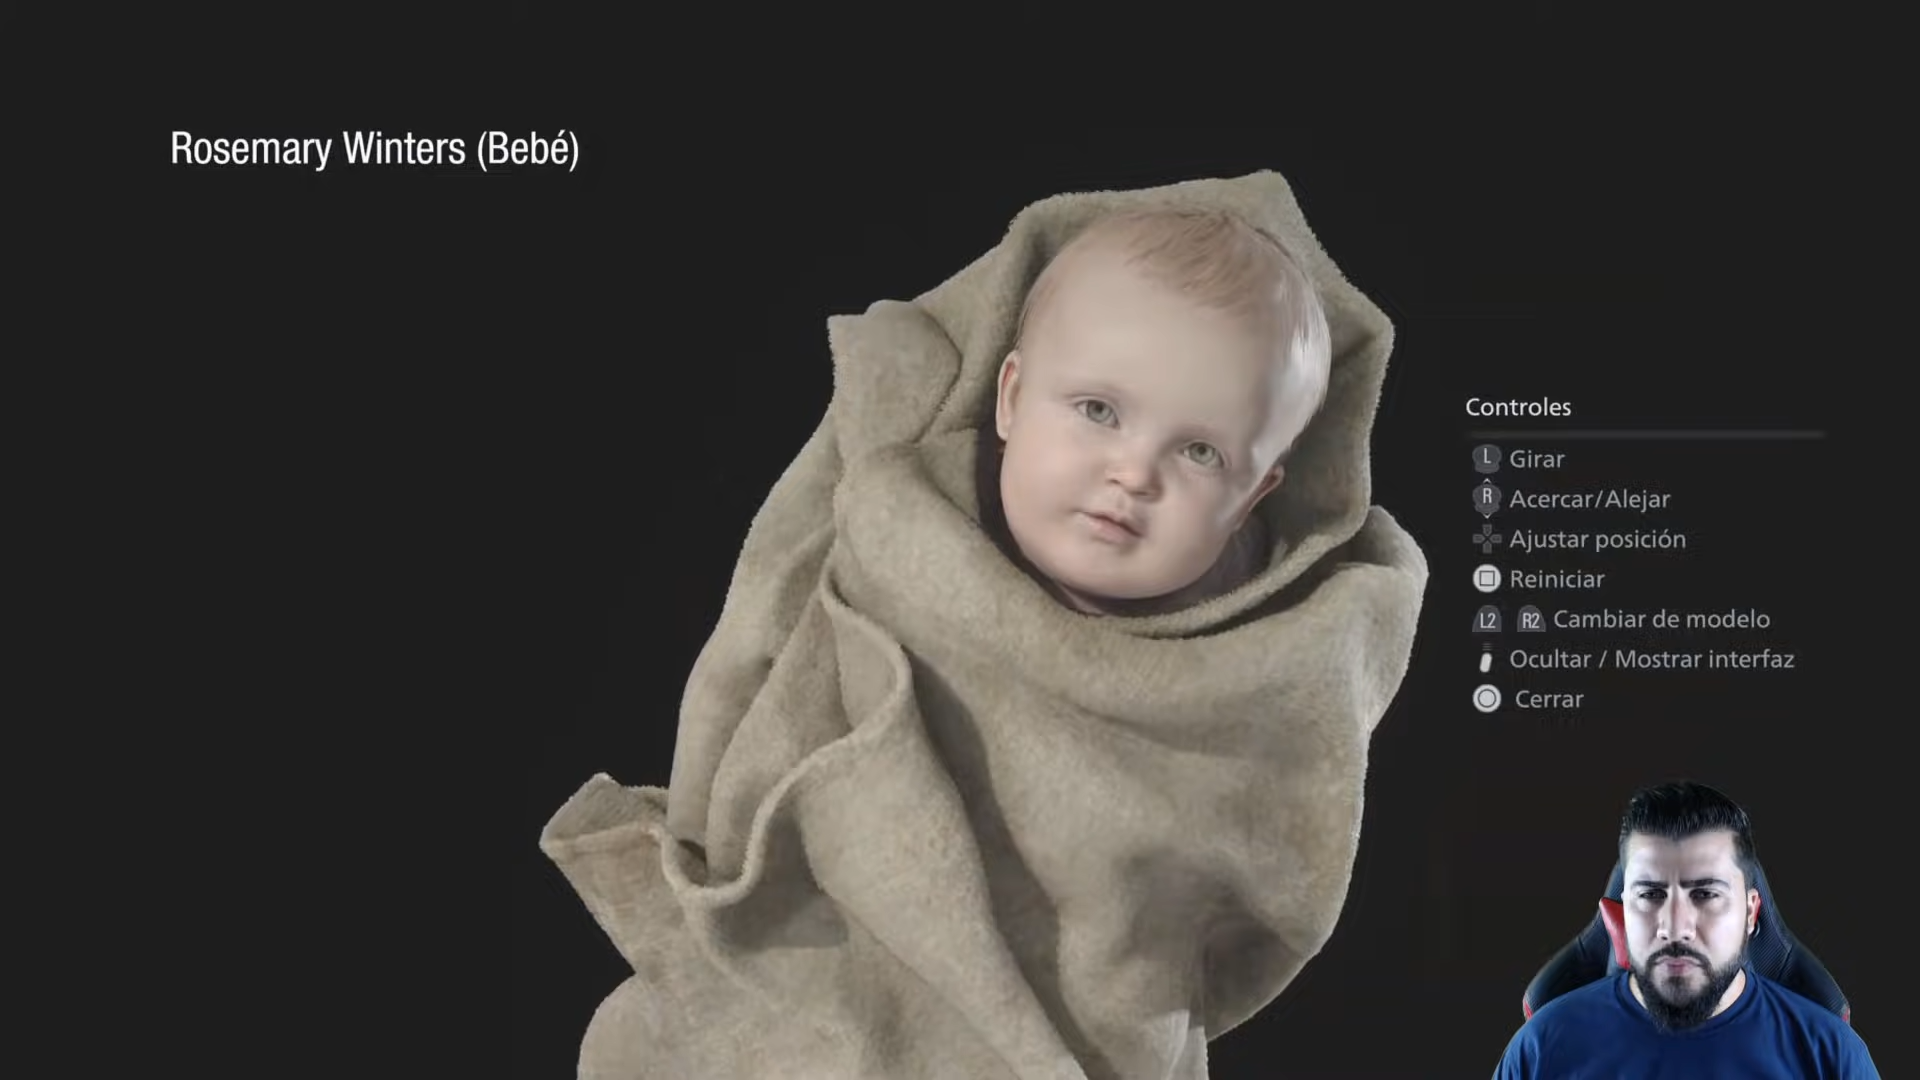 Rosemary Winters (Bebé)
Controles
L Girar
R Acercar/Alejar
Ajustar posición
Reiniciar
L2 R2 Cambiar de modelo
Ocultar / Mostrar interfaz
Cerrar